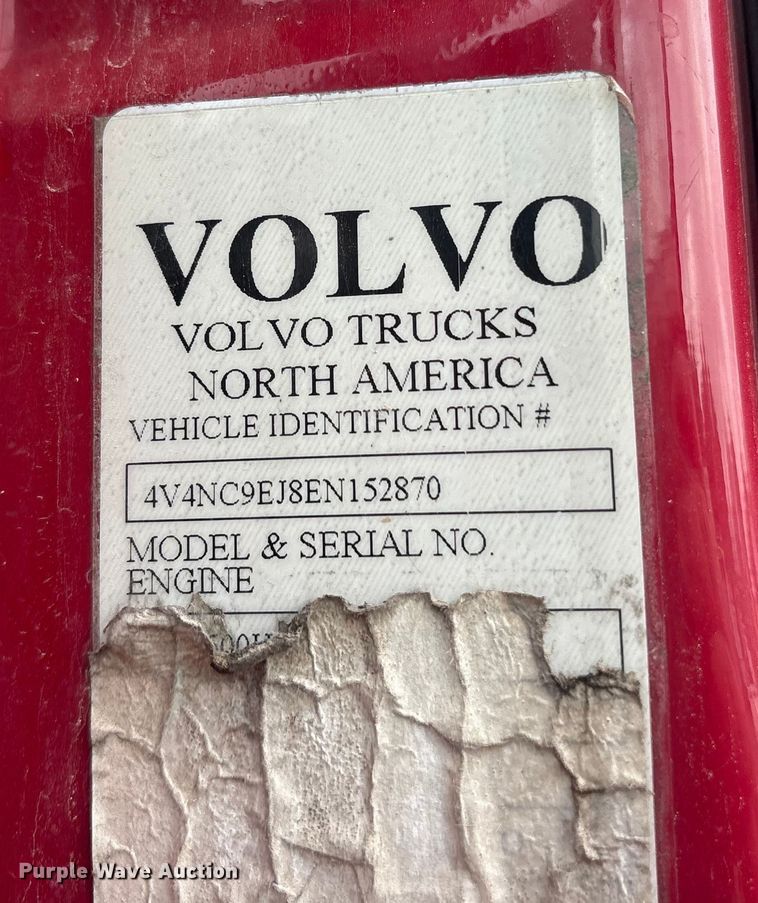 VOLVO
VOLVO TRUCKS
NORTH AMERICA
VEHICLE IDENTIFICATION #
4V4NC9EJ8EN152870
MODEL & SERIAL NO.
ENGINE
Purple Wave Auction